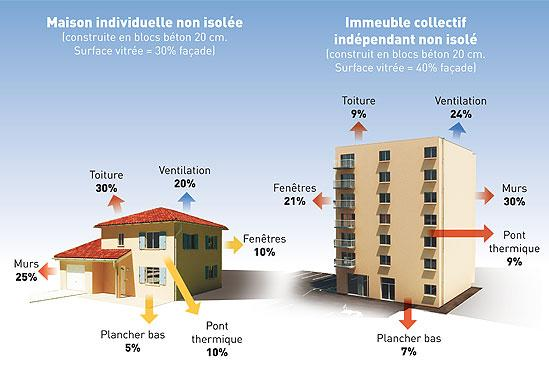 Maison individuelle non isolée
(construite en blocs béton 20 cm.
Surface vitrée = 30% façade)
Toiture
30%
Ventilation
20%
Fenêtres
10%
Murs
25%
Plancher bas
5%
Pont
thermique
10%
Immeuble collectif
indépendant non isolé
(construit en blocs béton 20 cm.
Surface vitrée = 40% façade)
Toiture
9%
Ventilation
24%
Fenêtres
21%
Murs
30%
Pont
thermique
9%
Plancher bas
7%